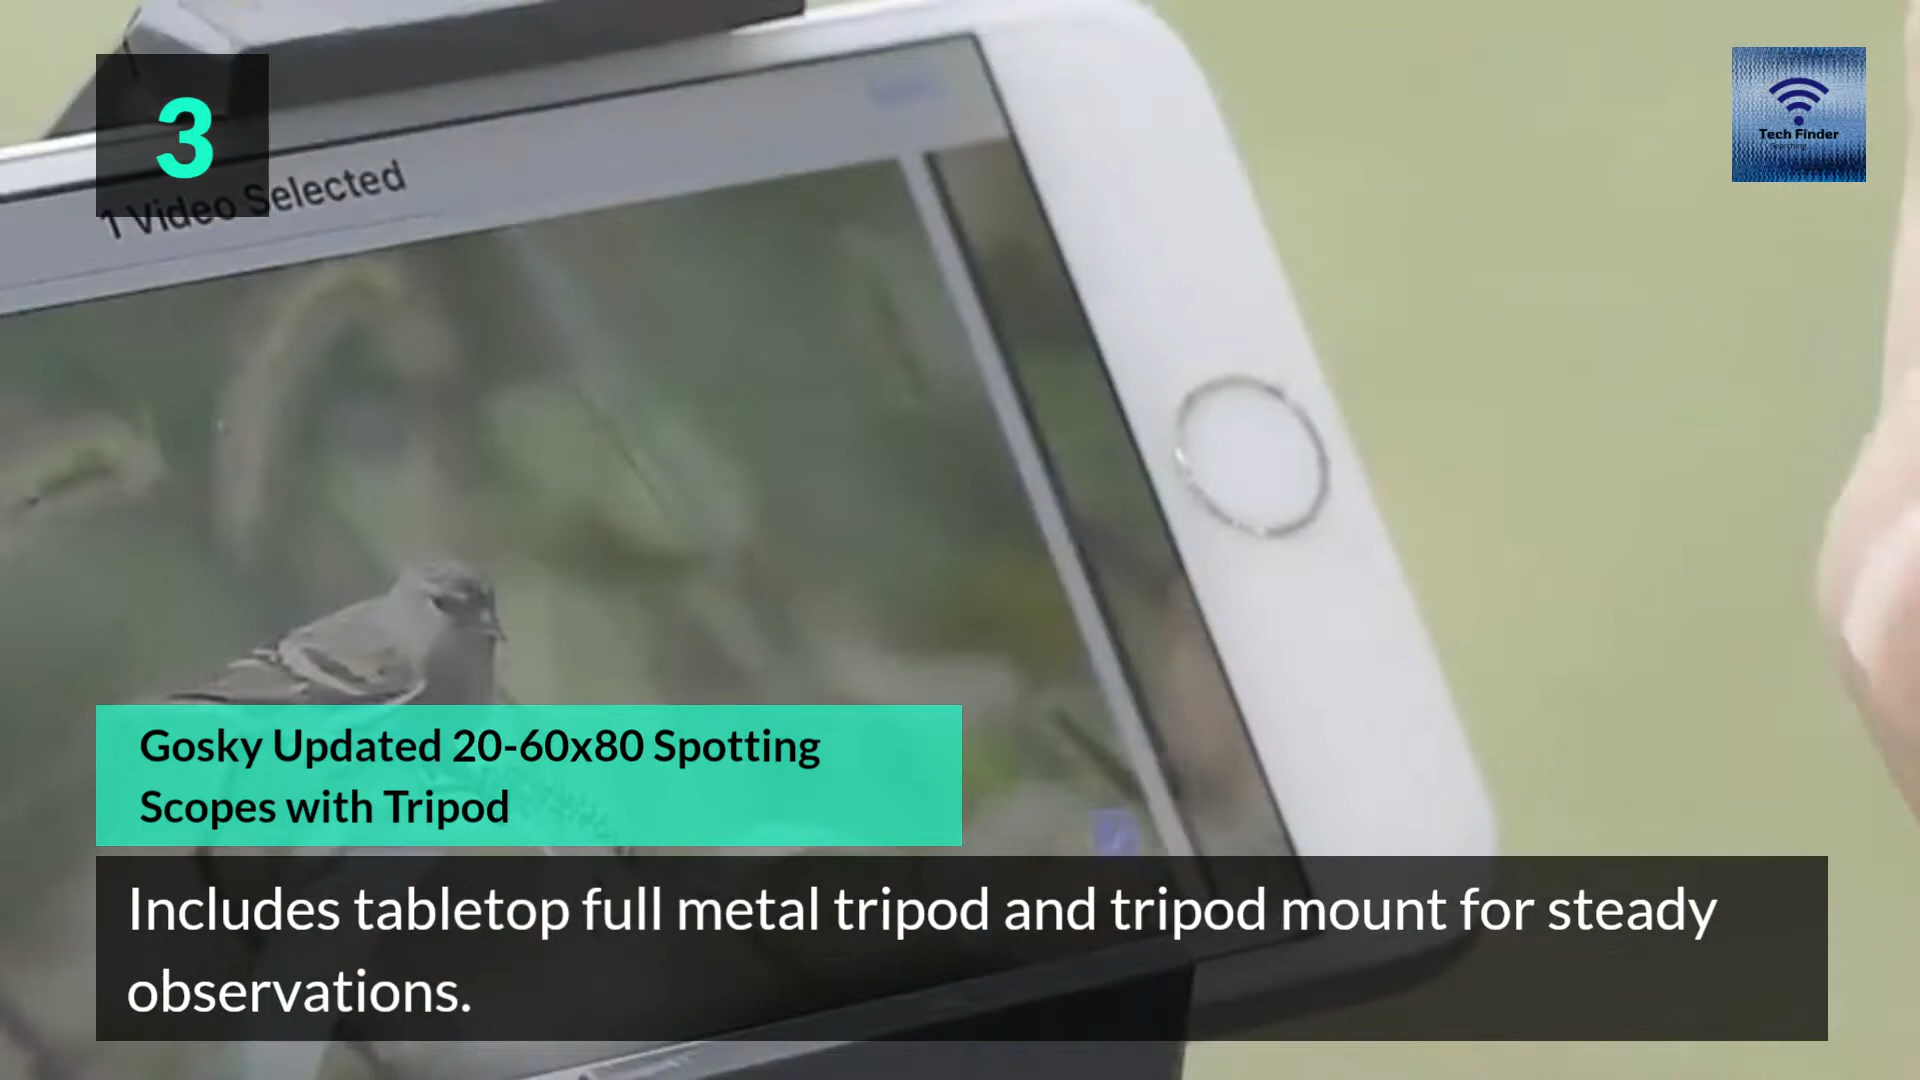 3
1 Video Selected
Tech Finder
Gosky Updated 20-60x80 Spotting
Scopes with Tripod
Includes tabletop full metal tripod and tripod mount for steady
observations.